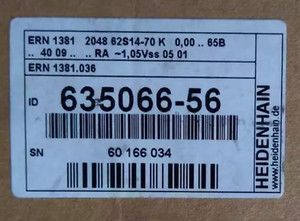 ERN 1381 2048 62S14-70 K 0,00 .. 65B
.. 40 09 .. .. RA ~1,05Vss 05 01
ERN 1381.036
ID 635066-56
SN 60 166 034
HEIDENHAIN
www.heidenhain.de